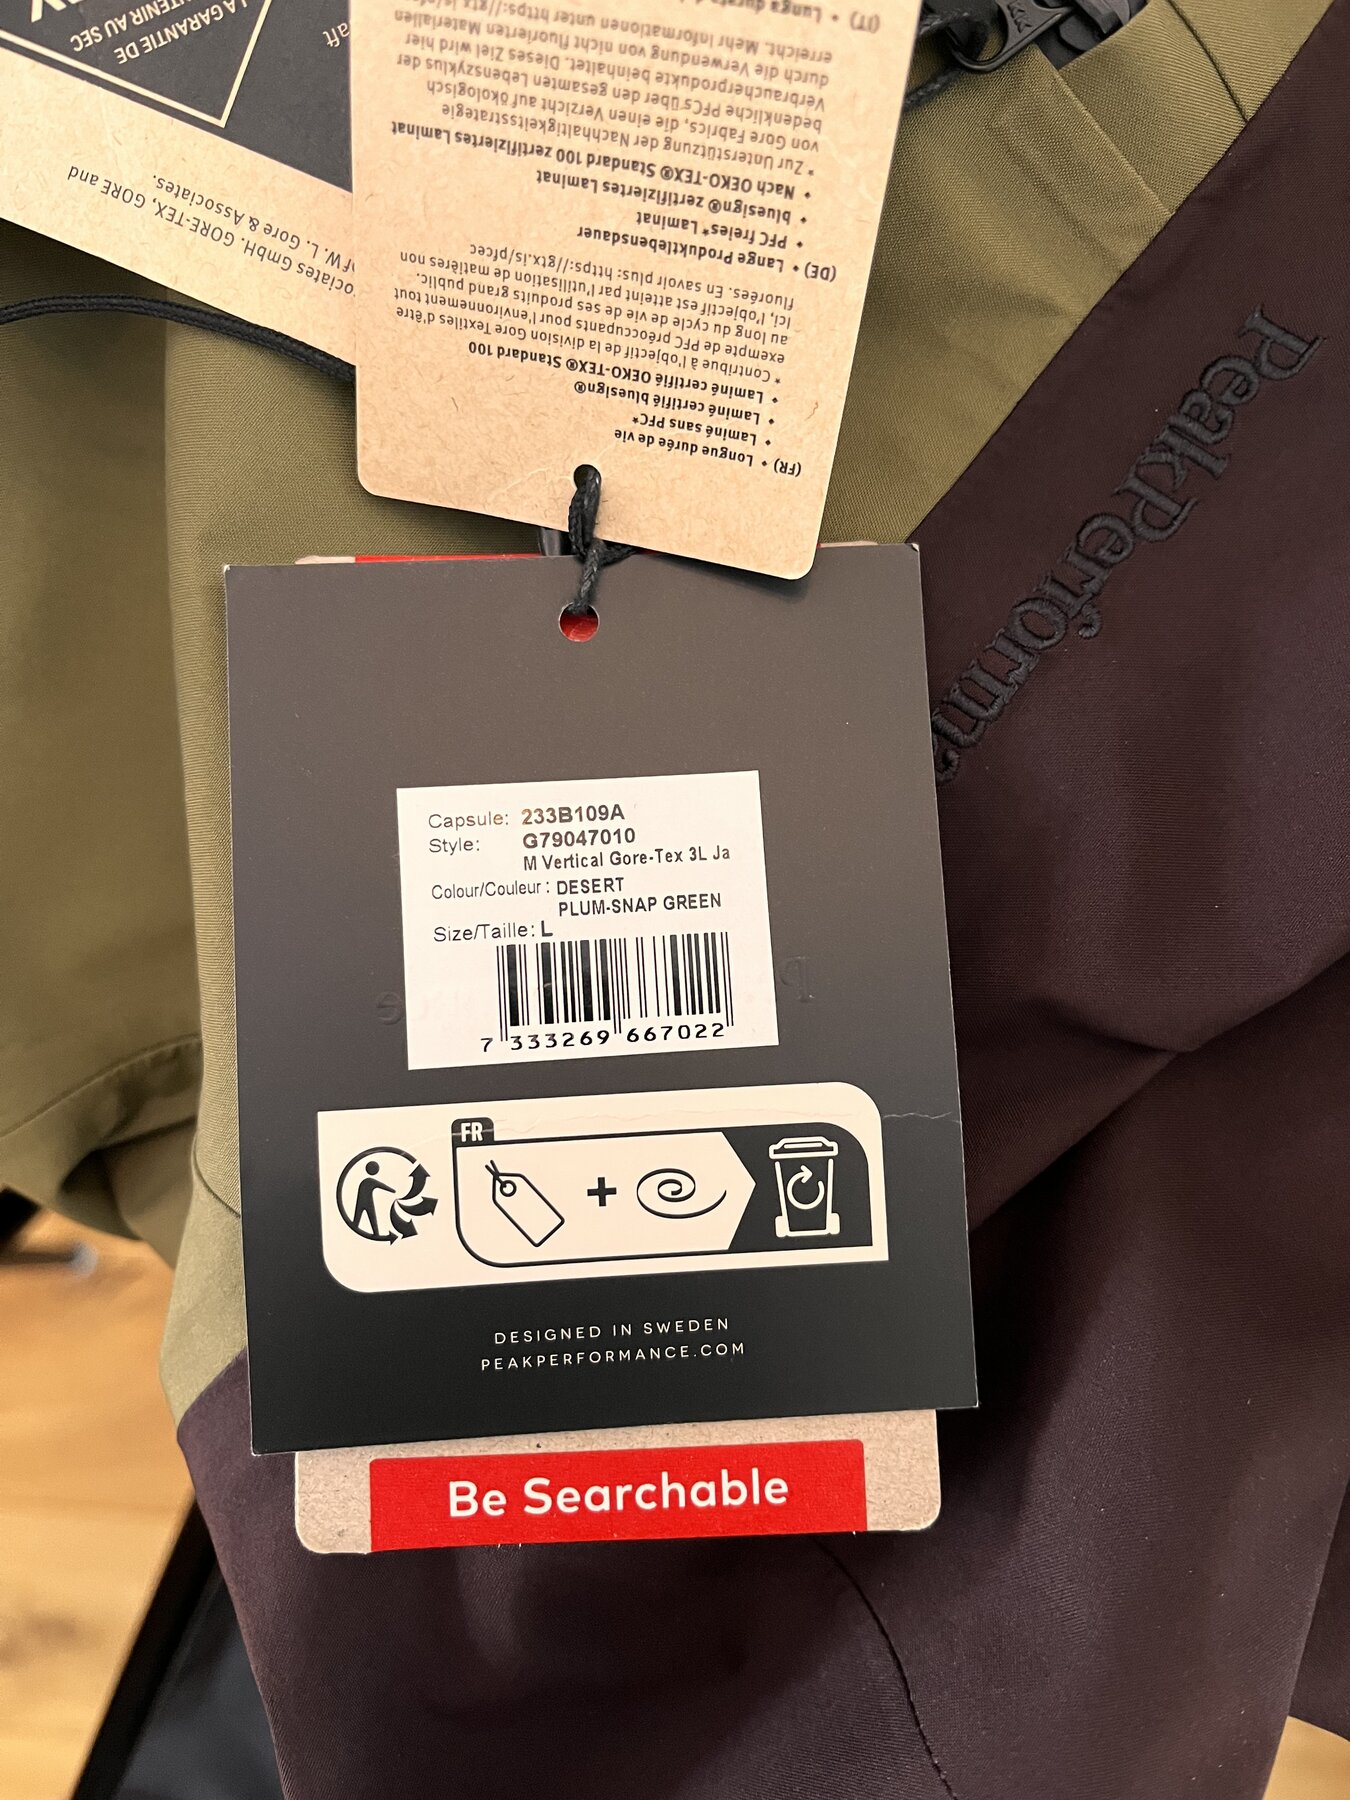 LA GARANTIE DE
TENIR AU SEC
aft
ociates GmbH. GORE-TEX, GORE and
of W. L. Gore & Associates.
(FR) • Longue durée de vie
• Laminé sans PFC*
• Laminé certifié bluesign®
• Laminé certifié OEKO-TEX® Standard 100
* Contribue à l'objectif de la division Gore Textiles d'être
exempte de PFC préoccupants pour l'environnement tout
au long du cycle de vie de ses produits grand public.
Ici, l'objectif est atteint par l'utilisation de matières non
fluorées. En savoir plus: https://gtx.is/pfcec
(DE) • Lange Produktlebensdauer
• PFC freies* Laminat
• bluesign® zertifiziertes Laminat
• Nach OEKO-TEX® Standard 100 zertifiziertes Laminat
* Zur Unterstützung der Nachhaltigkeitsstrategie
von Gore Fabrics, die einen Verzicht auf ökologisch
bedenkliche PFCs über den gesamten Lebenszyklus der
Verbraucherprodukte beinhaltet. Dieses Ziel wird hier
durch die Verwendung von nicht fluorierten Materialien
erreicht. Mehr Informationen unter https://gtx.is/
(IT) • Lunga durata
PeakPerforma
Capsule: 233B109A
Style: G79047010
M Vertical Gore-Tex 3L Ja
Colour/Couleur: DESERT
PLUM-SNAP GREEN
Size/Taille: L
7 333269 667022
FR
+
DESIGNED IN SWEDEN
PEAKPERFORMANCE.COM
Be Searchable